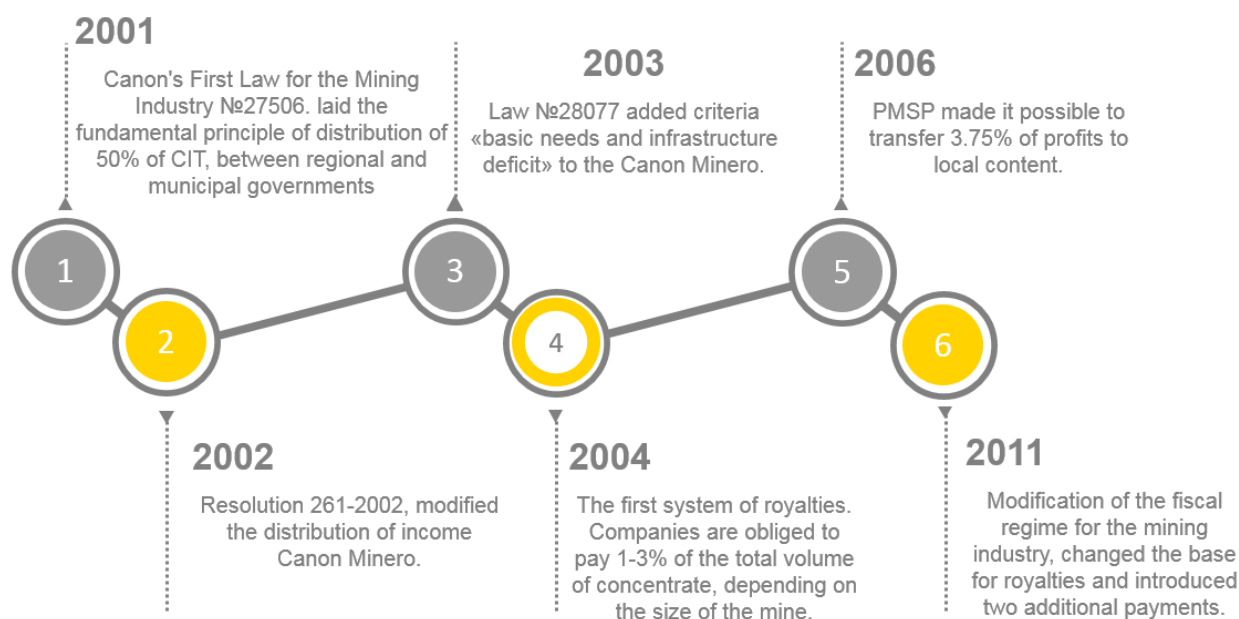 2001
Canon's First Law for the Mining
Industry №27506. laid the
fundamental principle of distribution of
50% of CIT, between regional and
municipal governments
2003
Law №28077 added criteria
«basic needs and infrastructure
deficit» to the Canon Minero.
2006
PMSP made it possible to
transfer 3.75% of profits to
local content.
1
2
3
4
5
6
2002
Resolution 261-2002, modified
the distribution of income
Canon Minero.
2004
The first system of royalties.
Companies are obliged to
pay 1-3% of the total volume
of concentrate, depending on
the size of the mine.
2011
Modification of the fiscal
regime for the mining
industry, changed the base
for royalties and introduced
two additional payments.